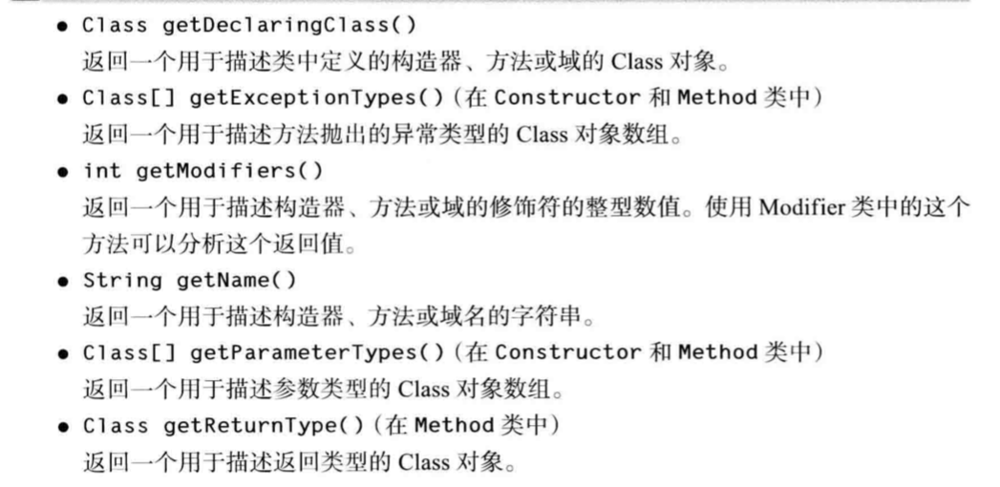 ● Class getDeclaringClass()
返回一个用于描述类中定义的构造器、方法或域的 Class 对象。
● Class[] getExceptionTypes()（在 Constructor 和 Method 类中）
返回一个用于描述方法抛出的异常类型的 Class 对象数组。
● int getModifiers()
返回一个用于描述构造器、方法或域的修饰符的整型数值。使用 Modifier 类中的这个
方法可以分析这个返回值。
● String getName()
返回一个用于描述构造器、方法或域名的字符串。
● Class[] getParameterTypes()（在 Constructor 和 Method 类中）
返回一个用于描述参数类型的 Class 对象数组。
● Class getReturnType()（在 Method 类中）
返回一个用于描述返回类型的 Class 对象。